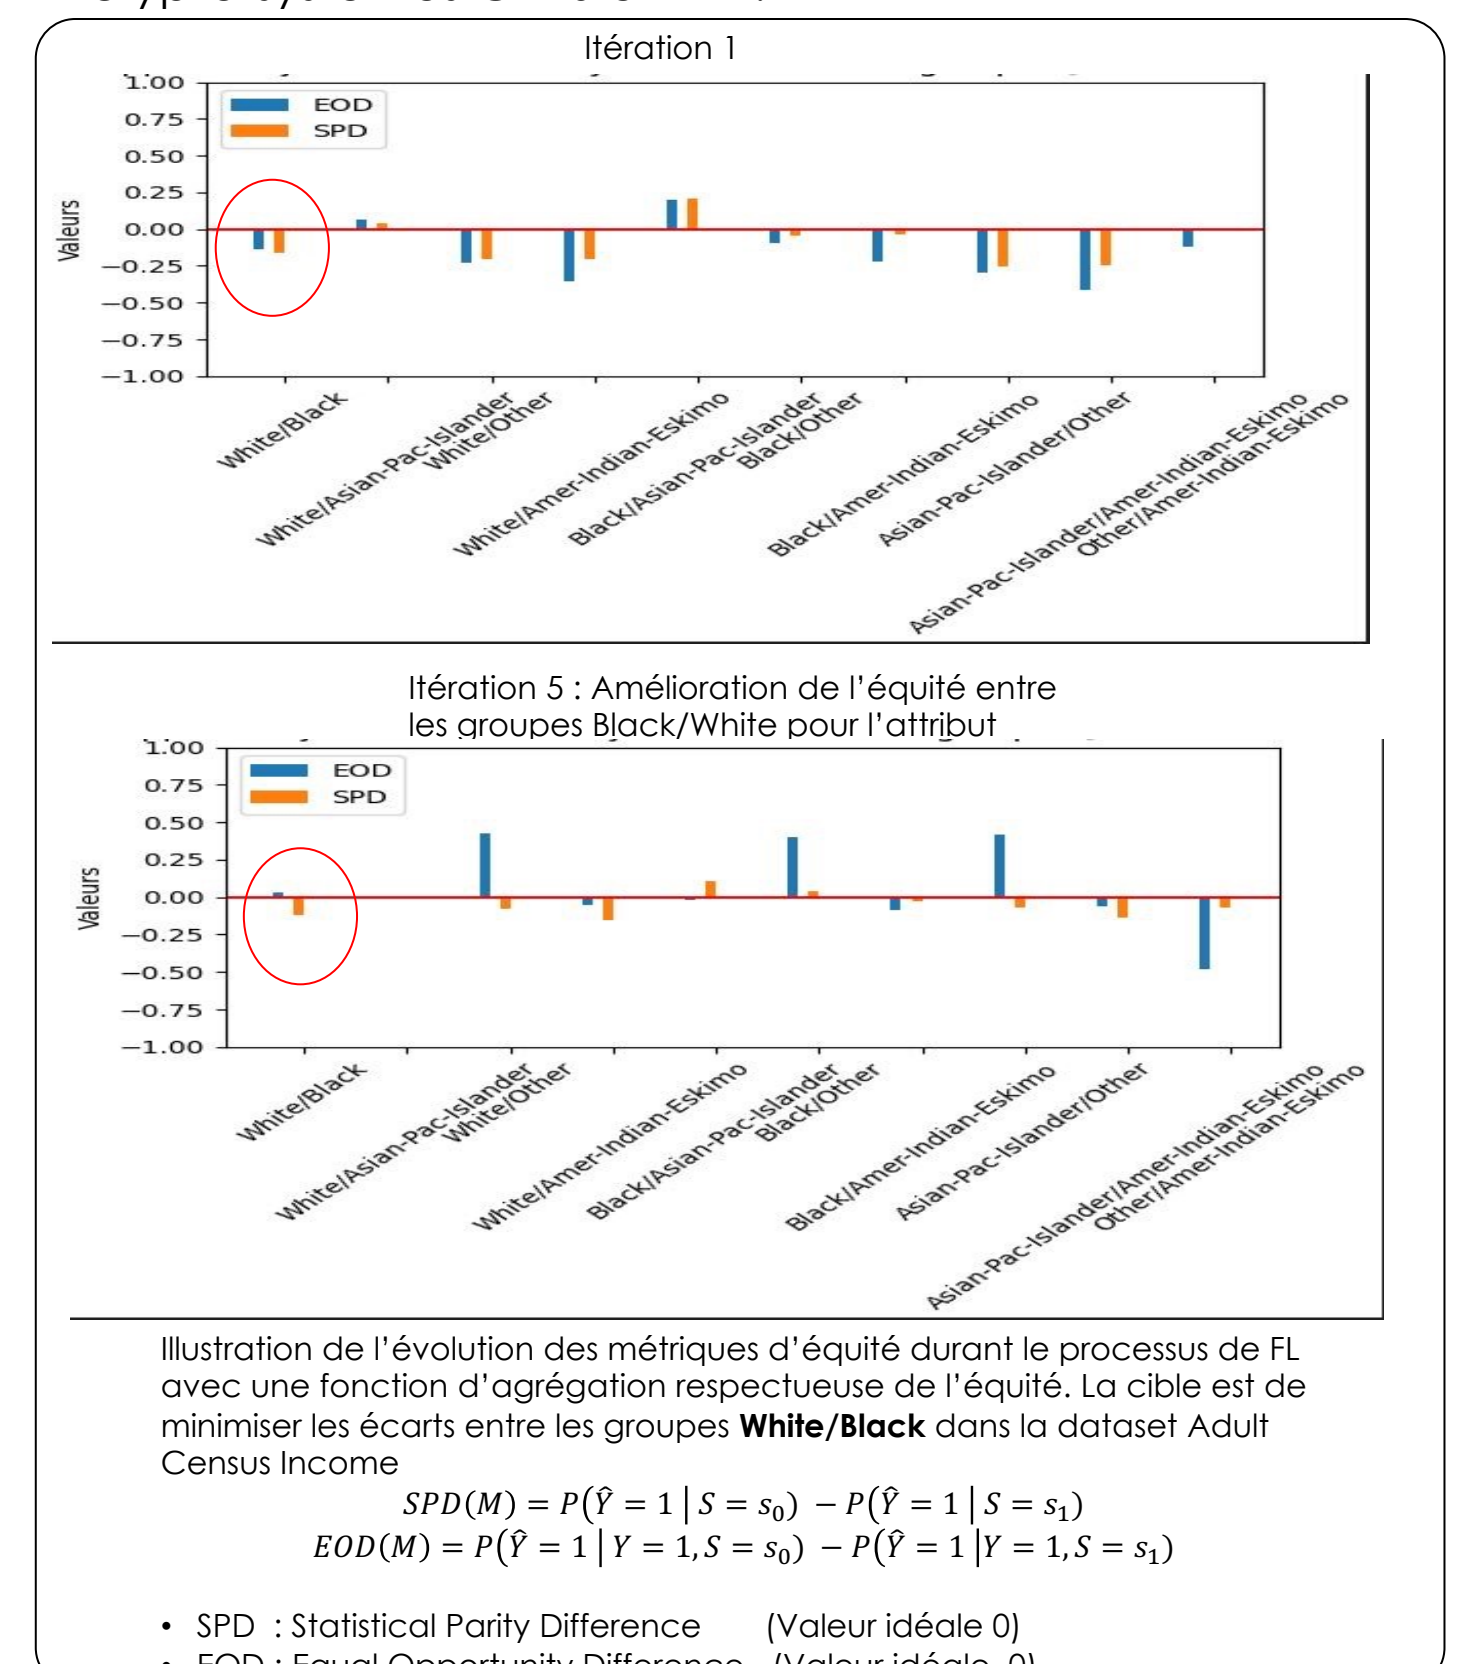 Itération 1
1.00
EOD
0.75
SPD
0.50
0.25
Valeurs
0.00
−0.25
−0.50
−0.75
−1.00
White/Black
White/Asian-Pac-Islander
White/Other
White/Amer-Indian-Eskimo
Black/Asian-Pac-Islander
Black/Other
Black/Amer-Indian-Eskimo
Asian-Pac-Islander/Other
Asian-Pac-Islander/Amer-Indian-Eskimo
Other/Amer-Indian-Eskimo
Itération 5 : Amélioration de l’équité entre
les groupes Black/White pour l’attribut
1.00
EOD
0.75
SPD
0.50
0.25
Valeurs
0.00
−0.25
−0.50
−0.75
−1.00
White/Black
White/Asian-Pac-Islander
White/Other
White/Amer-Indian-Eskimo
Black/Asian-Pac-Islander
Black/Other
Black/Amer-Indian-Eskimo
Asian-Pac-Islander/Other
Asian-Pac-Islander/Amer-Indian-Eskimo
Other/Amer-Indian-Eskimo
Illustration de l’évolution des métriques d’équité durant le processus de FL
avec une fonction d’agrégation respectueuse de l’équité. La cible est de
minimiser les écarts entre les groupes White/Black dans la dataset Adult
Census Income
SPD(M) = P(Ŷ = 1 | S = s₀) − P(Ŷ = 1 | S = s₁)
EOD(M) = P(Ŷ = 1 | Y = 1, S = s₀) − P(Ŷ = 1 |Y = 1, S = s₁)
• SPD : Statistical Parity Difference (Valeur idéale 0)
• EOD : Equal Opportunity Difference (Valeur idéale 0)